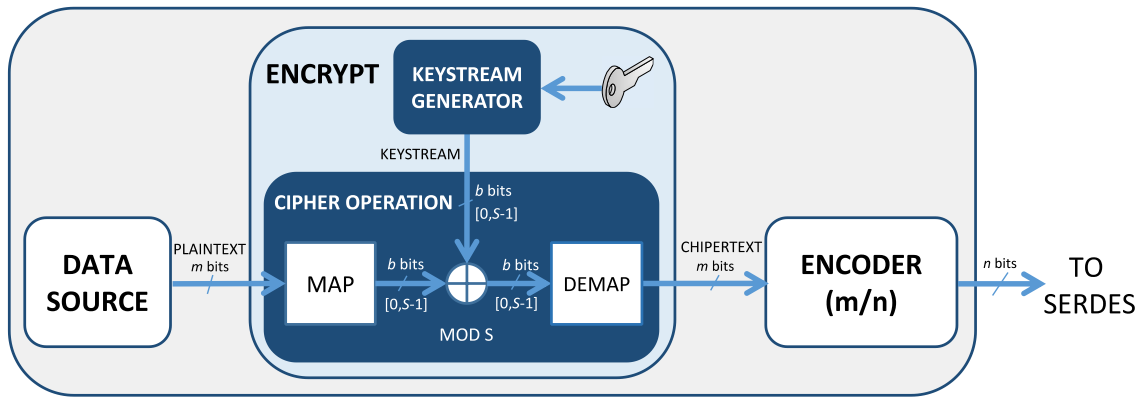 ENCRYPT
KEYSTREAM
GENERATOR
KEYSTREAM
b bits
[0,S-1]
CIPHER OPERATION
DATA
SOURCE
PLAINTEXT
m bits
MAP
b bits
[0,S-1]
MOD S
b bits
[0,S-1]
DEMAP
CHIPERTEXT
m bits
ENCODER
(m/n)
n bits
TO
SERDES